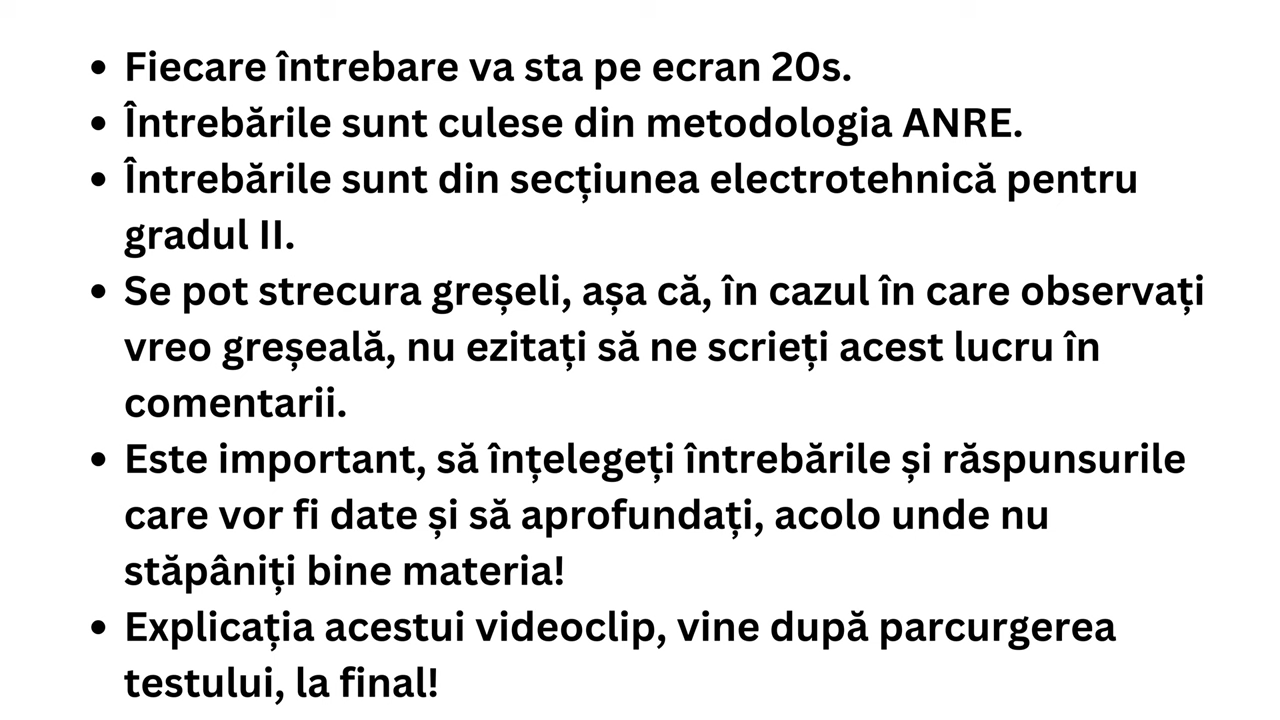 • Fiecare întrebare va sta pe ecran 20s.
• Întrebările sunt culese din metodologia ANRE.
• Întrebările sunt din secțiunea electrotehnică pentru
gradul II.
• Se pot strecura greșeli, așa că, în cazul în care observați
vreo greșeală, nu ezitați să ne scrieți acest lucru în
comentarii.
• Este important, să înțelegeți întrebările și răspunsurile
care vor fi date și să aprofundați, acolo unde nu
stăpâniți bine materia!
• Explicația acestui videoclip, vine după parcurgerea
testului, la final!